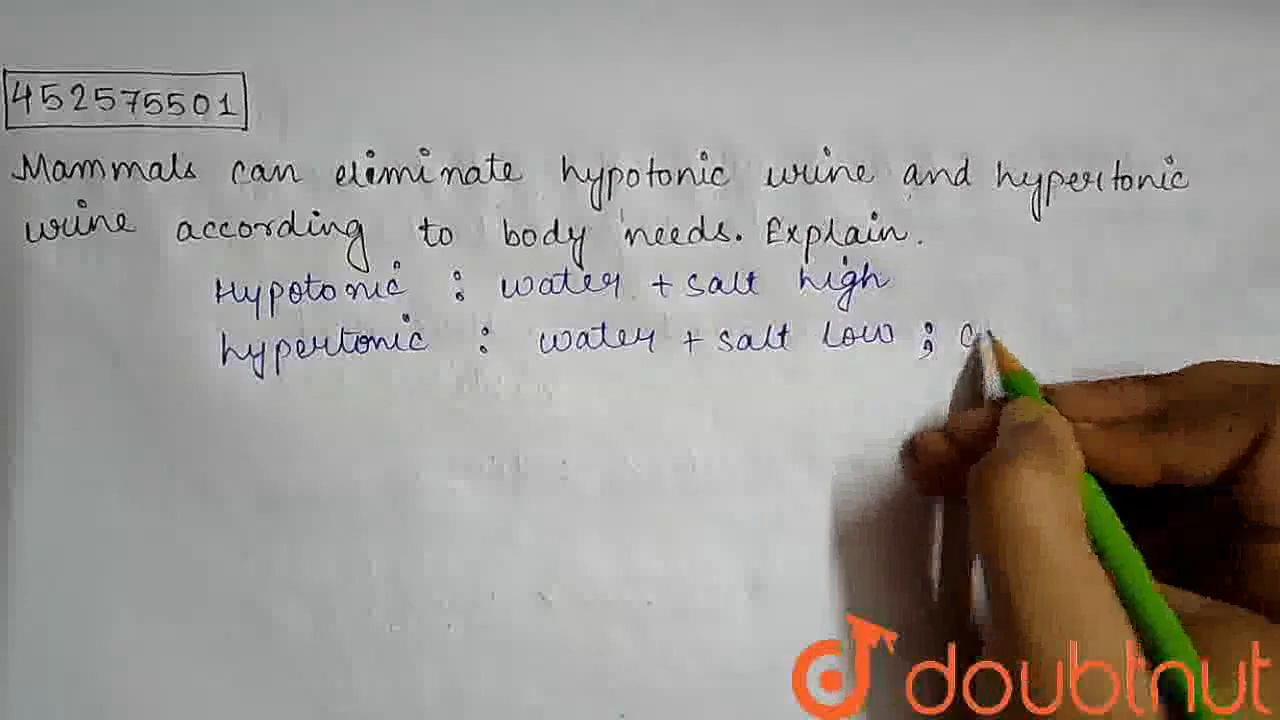 452575501
Mammals can eliminate hypotonic urine and hypertonic
urine according to body needs. Explain.
Hypotonic : water + salt high
hypertonic : water + salt low ;
doubtnut